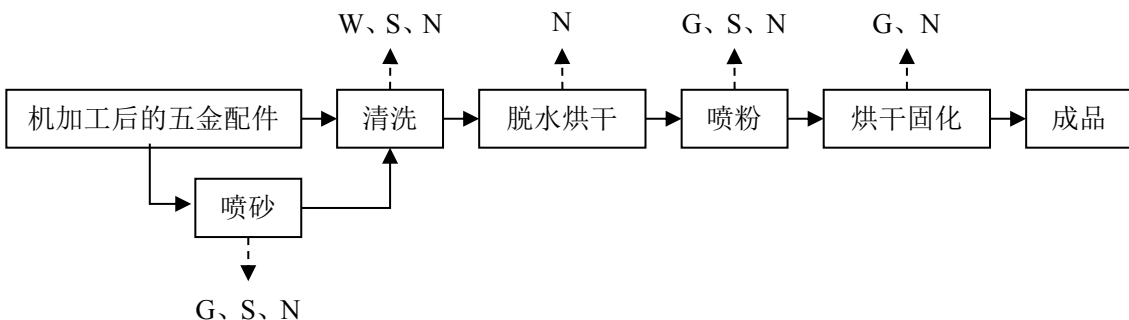 W、S、N
N
G、S、N
G、N
机加工后的五金配件
清洗
脱水烘干
喷粉
烘干固化
成品
喷砂
G、S、N